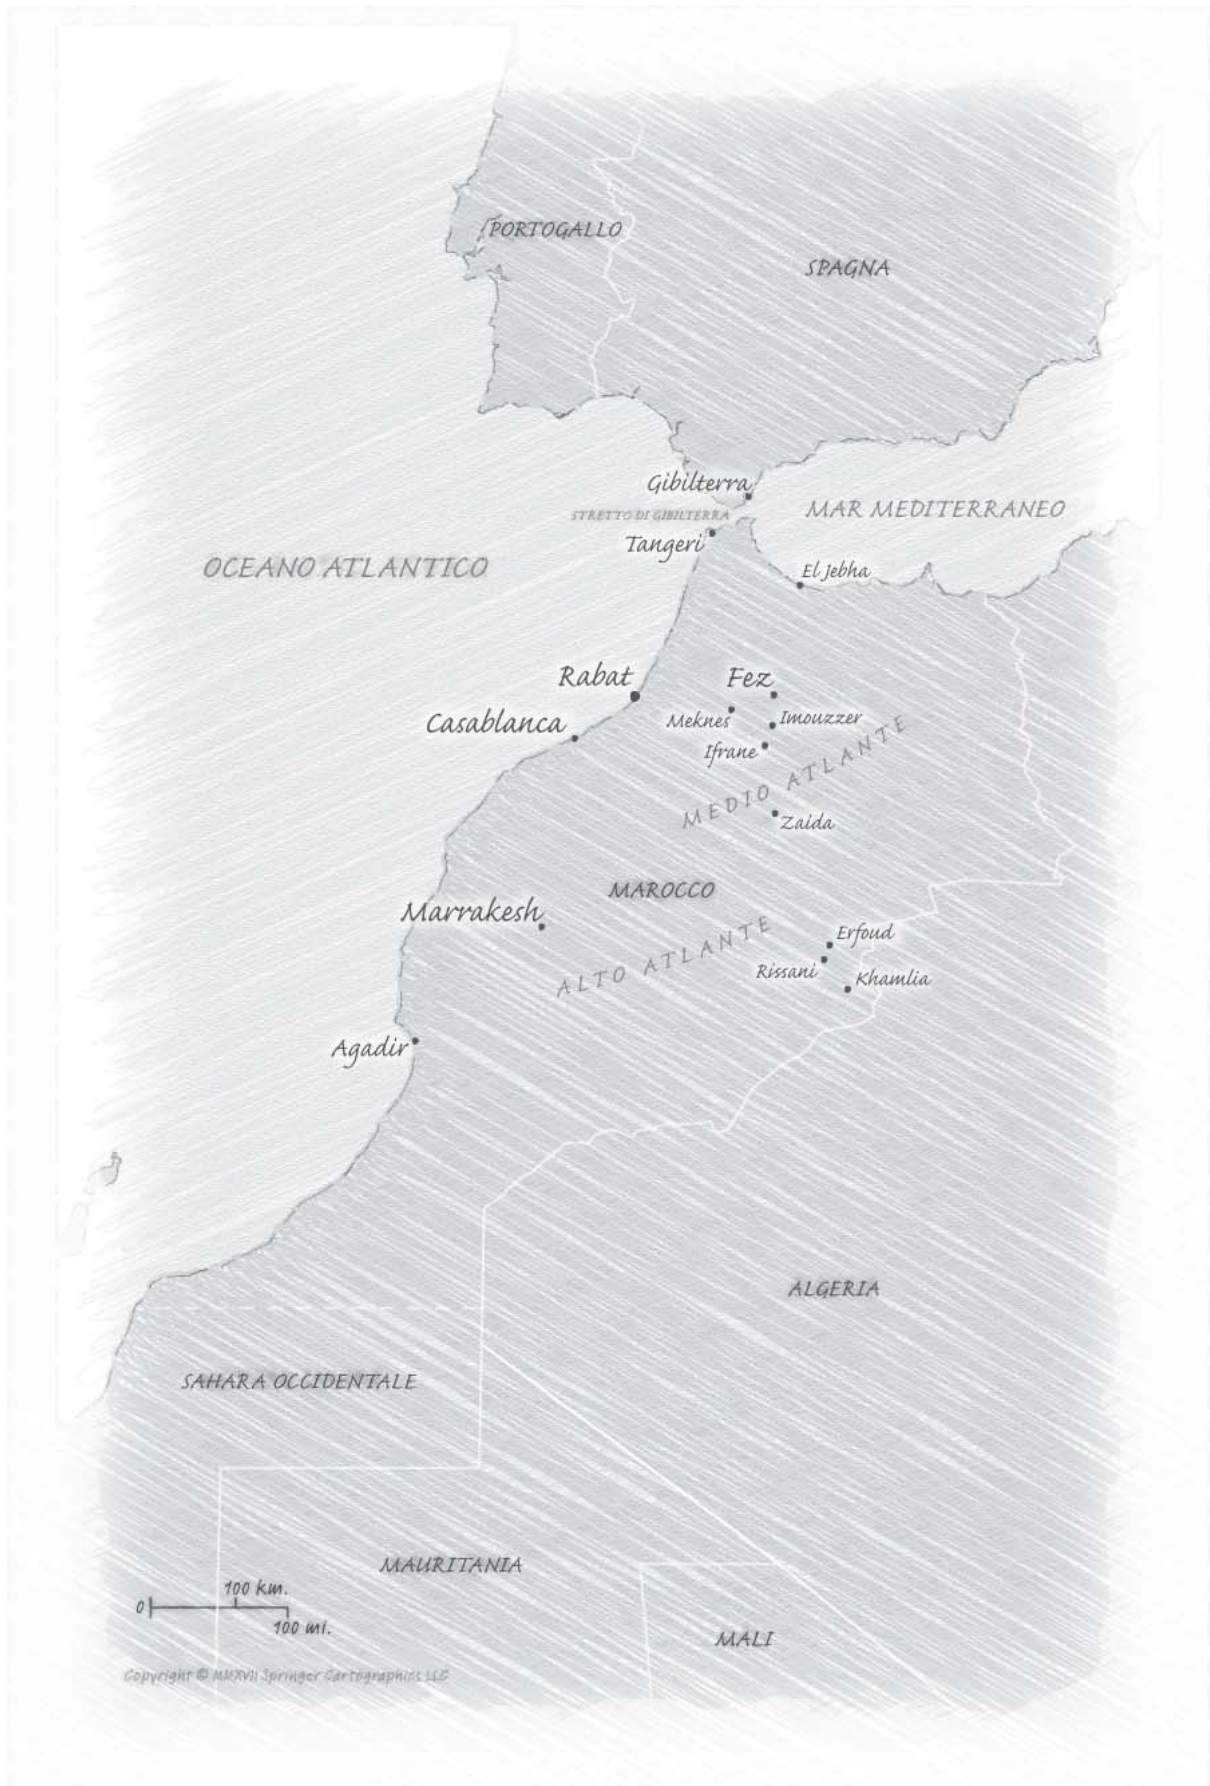 PORTOGALLO
SPAGNA
Gibilterra
STRETTO DI GIBILTERRA
MAR MEDITERRANEO
Tangeri
OCEANO ATLANTICO
El Jebha
Rabat
Fez
Casablanca
Meknes
Imouzzer
Ifrane
MEDIO ATLANTE
Zaida
MAROCCO
Marrakesh
ALTO ATLANTE
Erfoud
Rissani
Khamlia
Agadir
ALGERIA
SAHARA OCCIDENTALE
MAURITANIA
100 km.
0
100 mi.
MALI
Copyright © MMXVII Springer Cartographics LLC